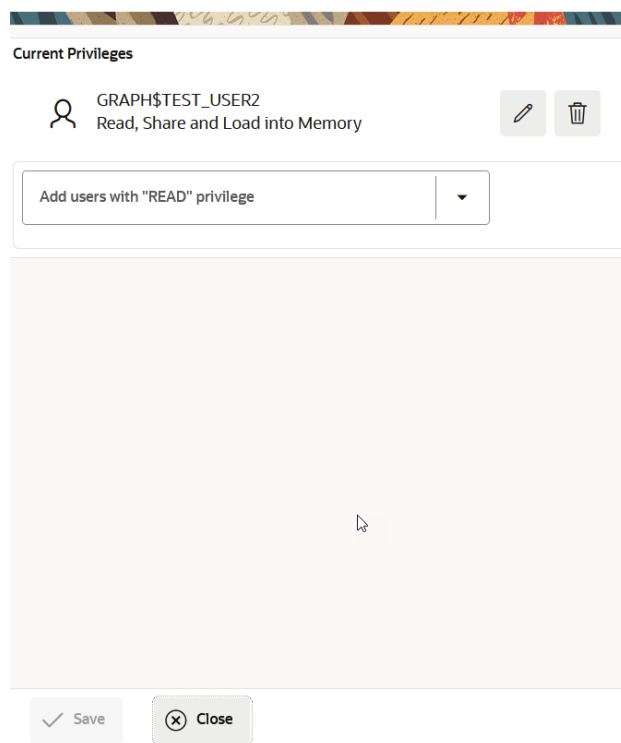 Current Privileges
GRAPH$TEST_USER2
Read, Share and Load into Memory
Add users with "READ" privilege
Save
Close